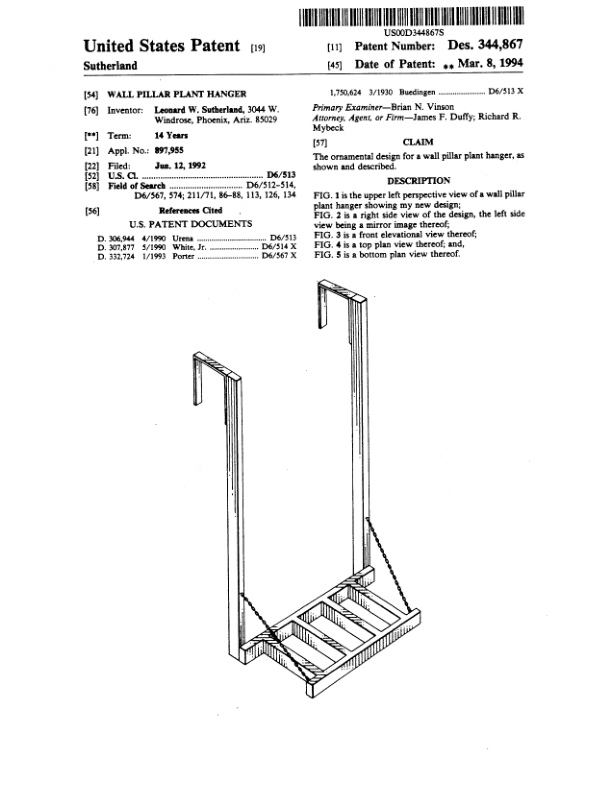 US00D344867S
United States Patent [19]
Sutherland
[11] Patent Number: Des. 344,867
[45] Date of Patent: ** Mar. 8, 1994
[54] WALL PILLAR PLANT HANGER
[76] Inventor: Leonard W. Sutherland, 3044 W.
Windrose, Phoenix, Ariz. 85029
[**] Term: 14 Years
[21] Appl. No.: 897,955
[22] Filed: Jun. 12, 1992
[52] U.S. Cl. ........................................ D6/513
[58] Field of Search ........................ D6/512-514,
D6/567, 574; 211/71, 86-88, 113, 126, 134
[56] References Cited
U.S. PATENT DOCUMENTS
D. 306,944 4/1990 Urena ............................ D6/513
D. 307,877 5/1990 White, Jr. .................... D6/514 X
D. 332,724 1/1993 Porter ......................... D6/567 X
1,750,624 3/1930 Buedingen .................... D6/513 X
Primary Examiner—Brian N. Vinson
Attorney, Agent, or Firm—James F. Duffy; Richard R.
Mybeck
[57] CLAIM
The ornamental design for a wall pillar plant hanger, as
shown and described.
DESCRIPTION
FIG. 1 is the upper left perspective view of a wall pillar
plant hanger showing my new design;
FIG. 2 is a right side view of the design, the left side
view being a mirror image thereof;
FIG. 3 is a front elevational view thereof;
FIG. 4 is a top plan view thereof; and,
FIG. 5 is a bottom plan view thereof.